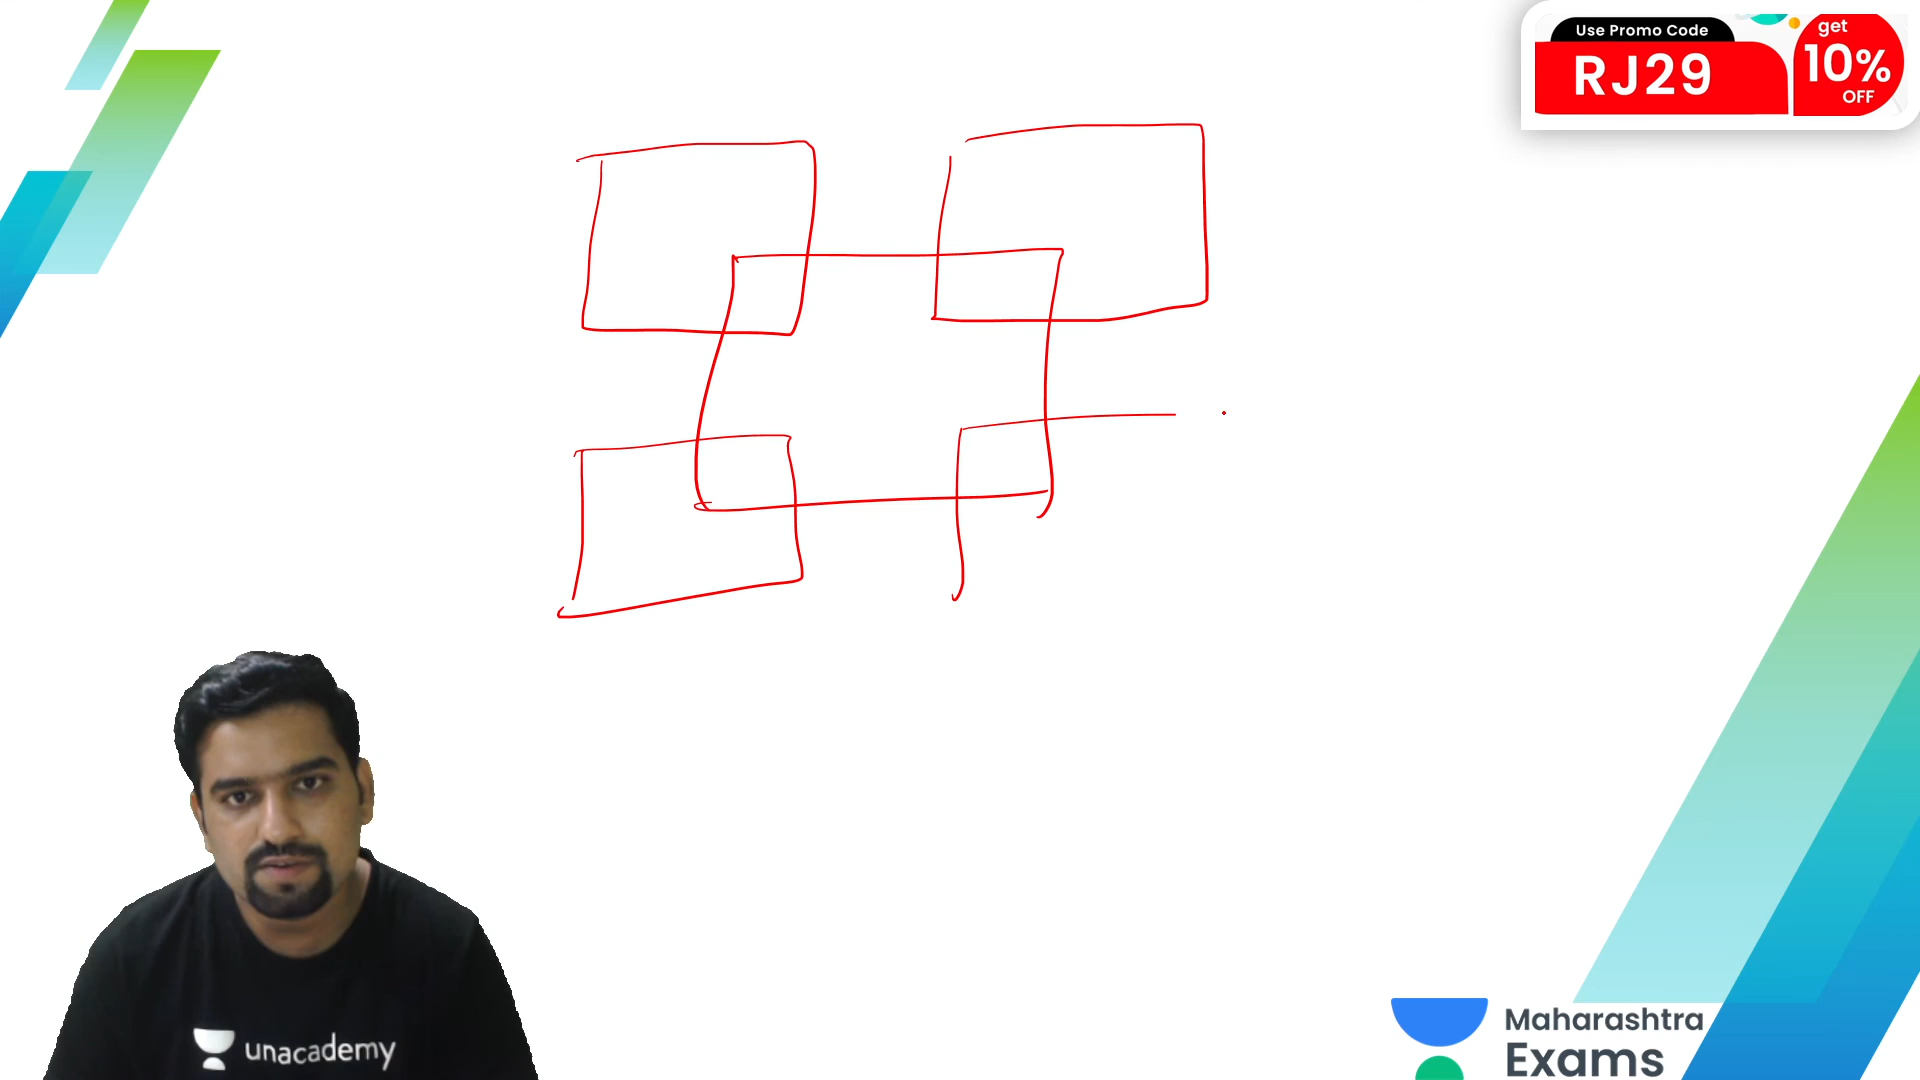 Use Promo Code
RJ29
get
10%
OFF
unacademy
Maharashtra
Exams